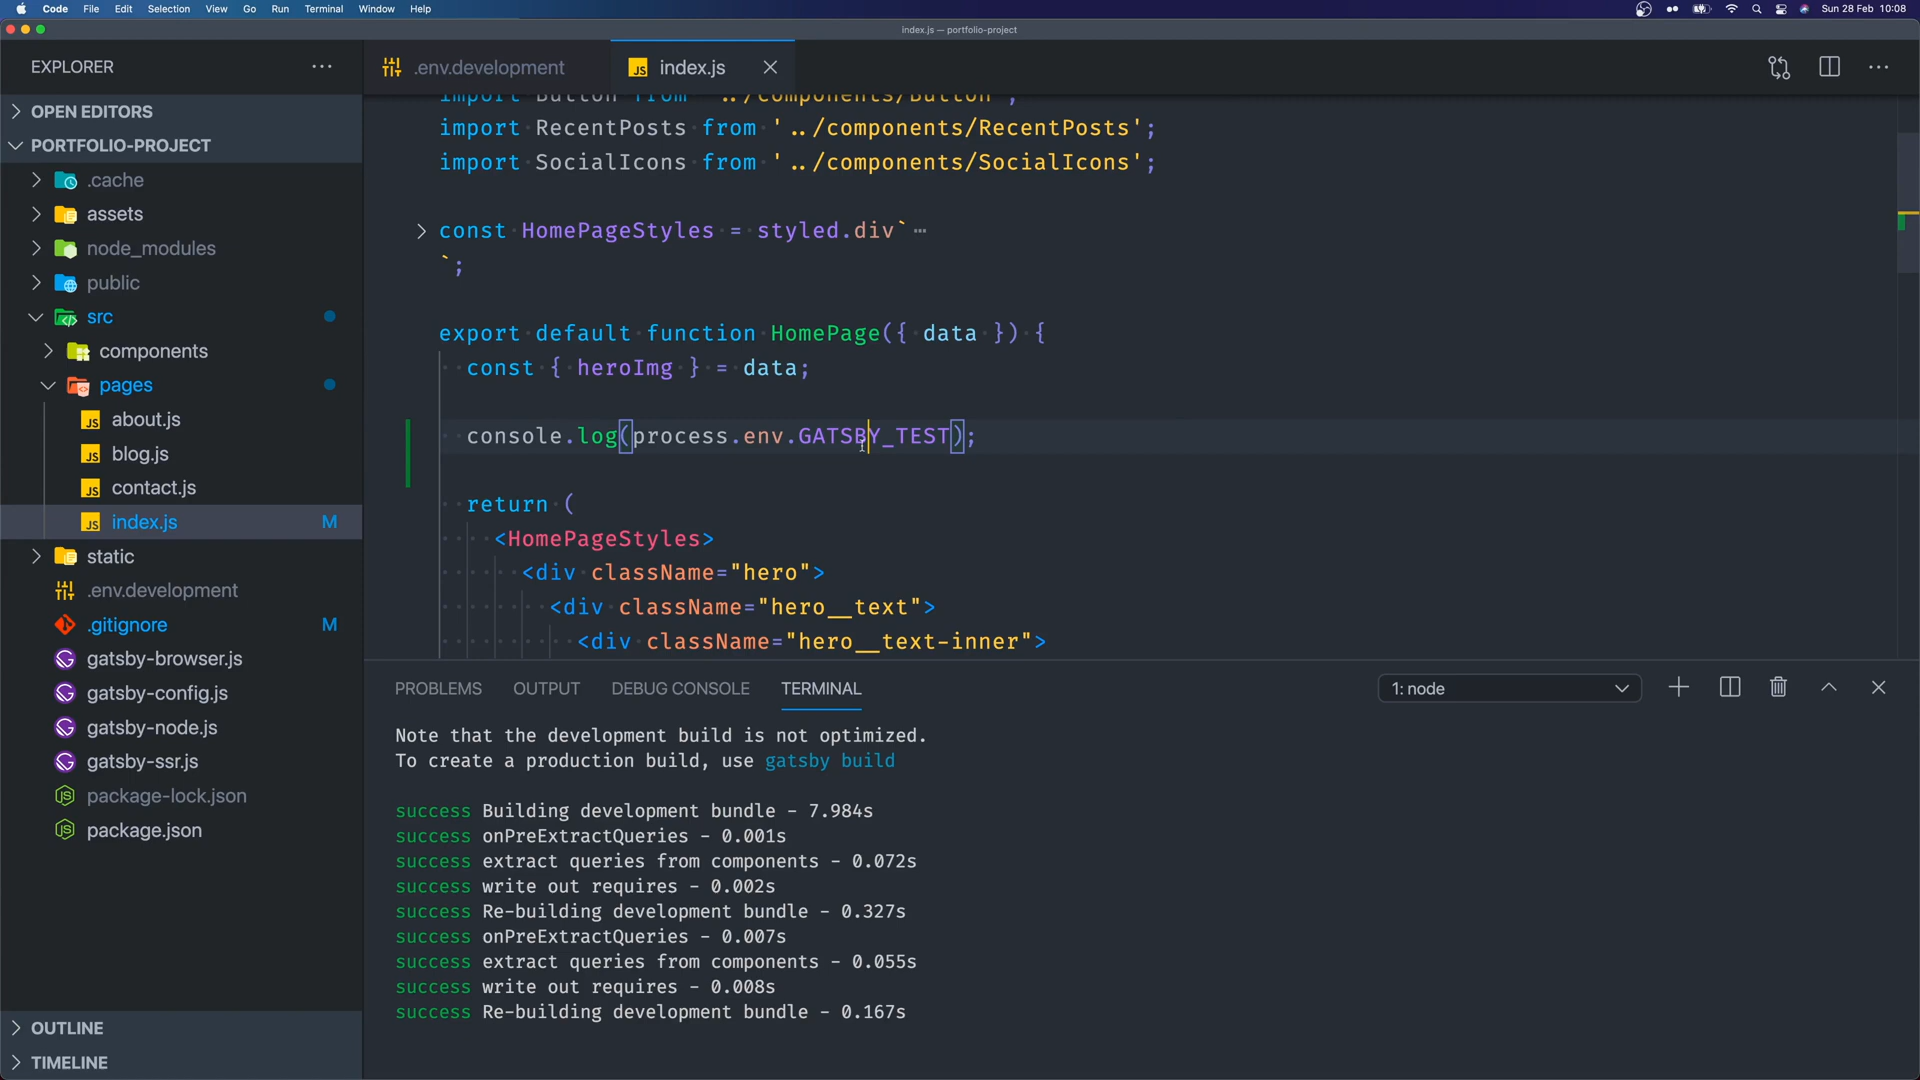 Code File Edit Selection View Go Run Terminal Window Help Sun 28 Feb 10:08
index.js — portfolio-project
EXPLORER
OPEN EDITORS
PORTFOLIO-PROJECT
.cache
assets
node_modules
public
src
components
pages
about.js
blog.js
contact.js
index.js M
static
.env.development
.gitignore M
gatsby-browser.js
gatsby-config.js
gatsby-node.js
gatsby-ssr.js
package-lock.json
package.json
OUTLINE
TIMELINE
.env.development
index.js
import Button from '../components/Button';
import RecentPosts from '../components/RecentPosts';
import SocialIcons from '../components/SocialIcons';
const HomePageStyles = styled.div`…
`;
export default function HomePage({ data }) {
const { heroImg } = data;
console.log(process.env.GATSBY_TEST);
return (
<HomePageStyles>
<div className="hero">
<div className="hero__text">
<div className="hero__text-inner">
PROBLEMS OUTPUT DEBUG CONSOLE TERMINAL 1: node
Note that the development build is not optimized.
To create a production build, use gatsby build
success Building development bundle - 7.984s
success onPreExtractQueries - 0.001s
success extract queries from components - 0.072s
success write out requires - 0.002s
success Re-building development bundle - 0.327s
success onPreExtractQueries - 0.007s
success extract queries from components - 0.055s
success write out requires - 0.008s
success Re-building development bundle - 0.167s